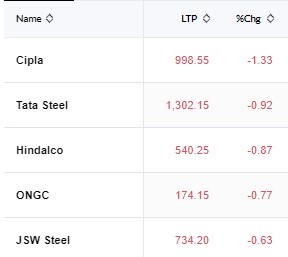 Name LTP %Chg
Cipla 998.55 -1.33
Tata Steel 1,302.15 -0.92
Hindalco 540.25 -0.87
ONGC 174.15 -0.77
JSW Steel 734.20 -0.63